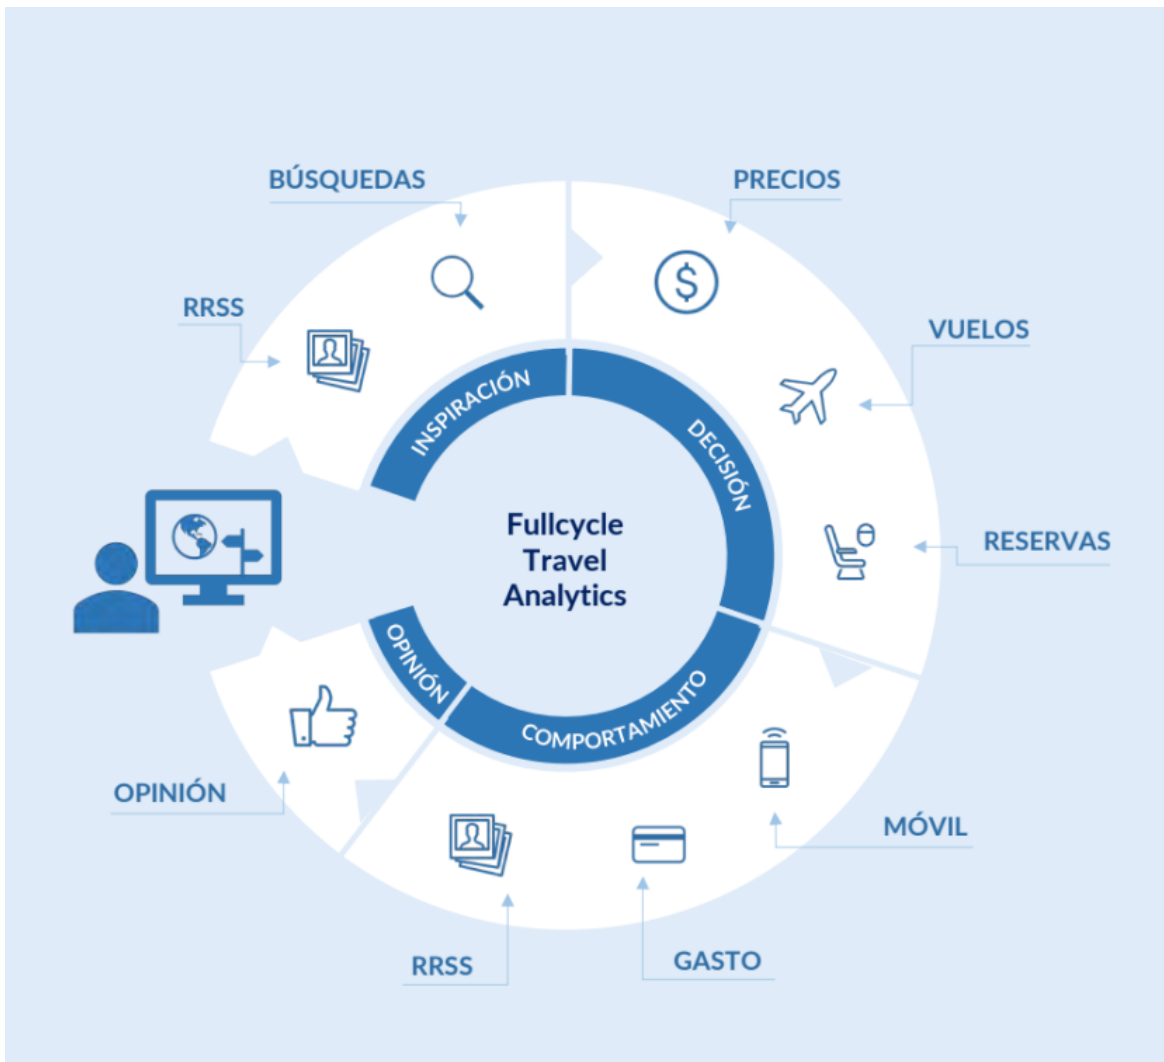 BÚSQUEDAS
PRECIOS
RRSS
VUELOS
INSPIRACIÓN
DECISIÓN
Fullcycle
Travel
Analytics
RESERVAS
OPINIÓN
COMPORTAMIENTO
OPINIÓN
MÓVIL
RRSS
GASTO